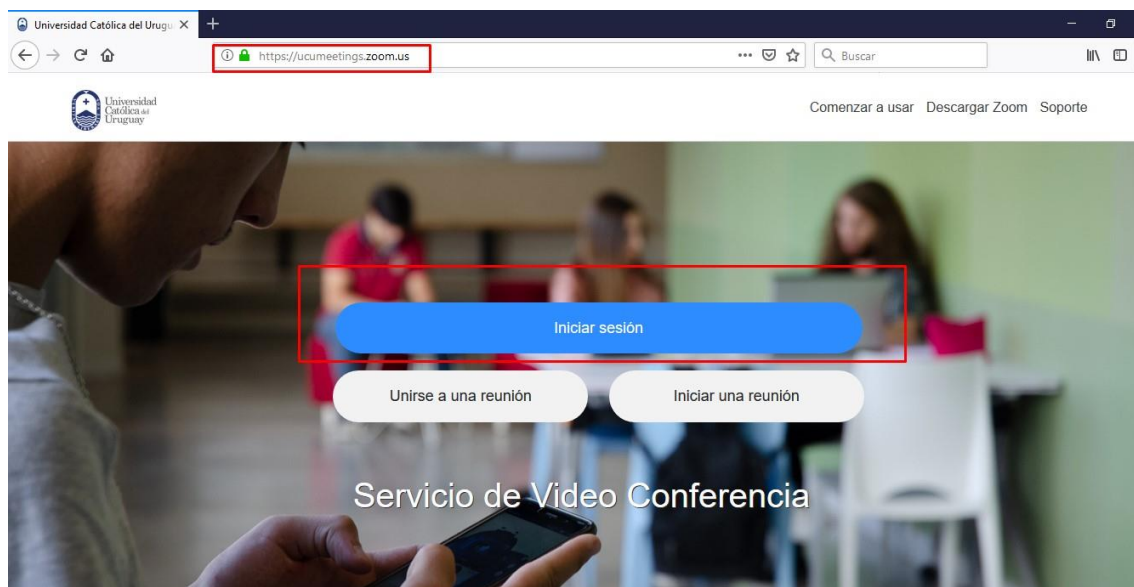 Universidad Católica del Urugu
https://ucumeetings.zoom.us
Buscar
Universidad
Católica del
Uruguay
Comenzar a usar Descargar Zoom Soporte
Iniciar sesión
Unirse a una reunión Iniciar una reunión
Servicio de Video Conferencia